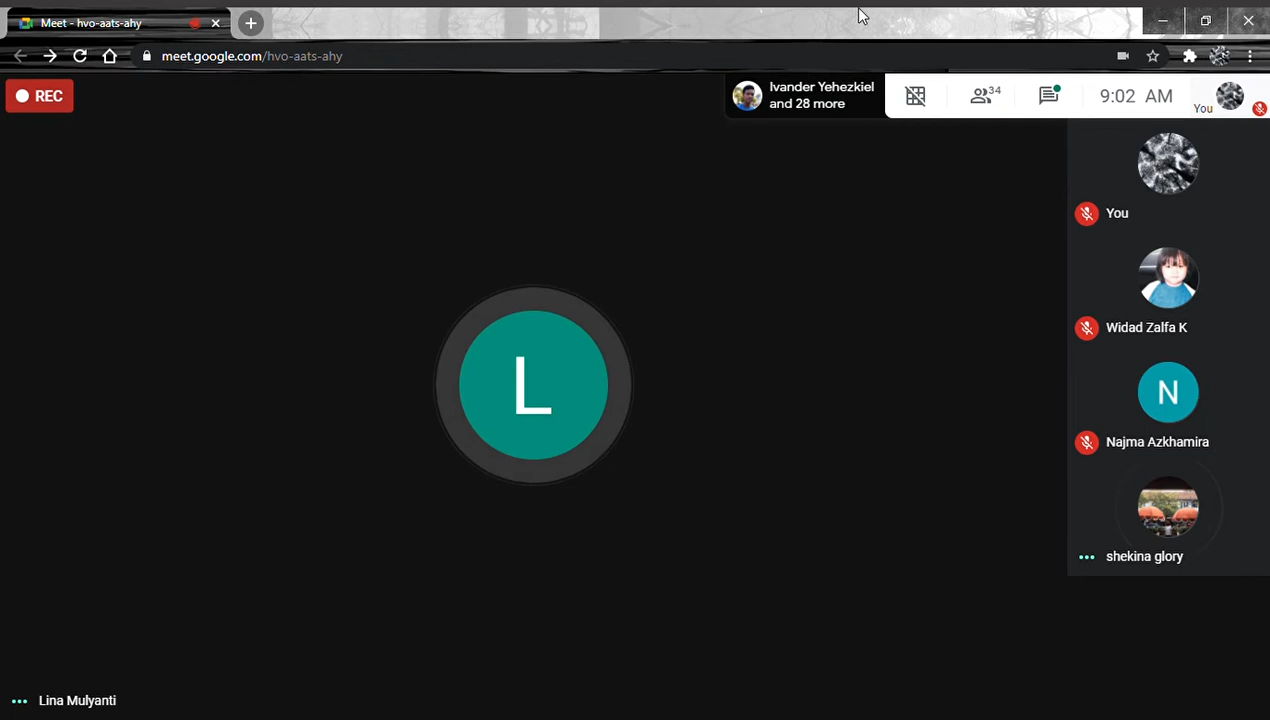 Meet - hvo-aats-ahy
meet.google.com/hvo-aats-ahy
REC
Ivander Yehezkiel
and 28 more
34
9:02 AM
You
You
Widad Zalfa K
N
Najma Azkhamira
shekina glory
L
Lina Mulyanti